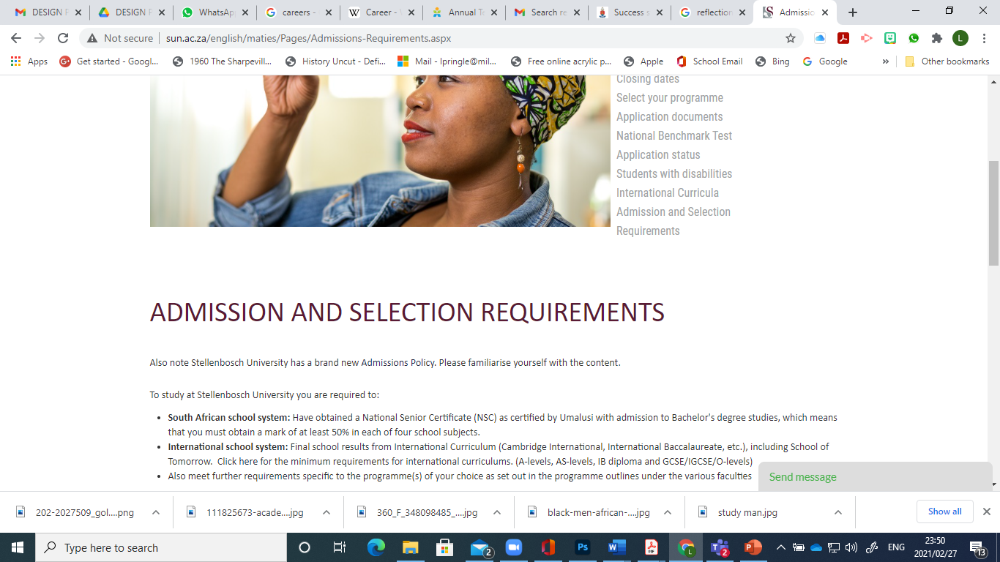 DESIGN P
DESIGN P
WhatsAp
careers -
Career - W
Annual Te
Search re
Success s
reflection
Admissio
Not secure
sun.ac.za/english/maties/Pages/Admissions-Requirements.aspx
L
Apps
Get started - Googl...
1960 The Sharpevill...
History Uncut - Defi...
Mail - lpringle@mil...
Free online acrylic p...
Apple
School Email
Bing
Google
»
Other bookmarks
Closing dates
Select your programme
Application documents
National Benchmark Test
Application status
Students with disabilities
International Curricula
Admission and Selection
Requirements
ADMISSION AND SELECTION REQUIREMENTS
Also note Stellenbosch University has a brand new Admissions Policy. Please familiarise yourself with the content.
To study at Stellenbosch University you are required to:
• South African school system: Have obtained a National Senior Certificate (NSC) as certified by Umalusi with admission to Bachelor's degree studies, which means
that you must obtain a mark of at least 50% in each of four school subjects.
• International school system: Final school results from International Curriculum (Cambridge International, International Baccalaureate, etc.), including School of
Tomorrow. Click here for the minimum requirements for international curriculums. (A-levels, AS-levels, IB diploma and GCSE/IGCSE/O-levels)
• Also meet further requirements specific to the programme(s) of your choice as set out in the programme outlines under the various faculties
Send message
202-2027509_gol....png
111825673-acade....jpg
360_F_348098485_....jpg
black-men-african-....jpg
study man.jpg
Show all
Type here to search
2
Ps
W
PDF
L
2
P
ENG
23:50
2021/02/27
13